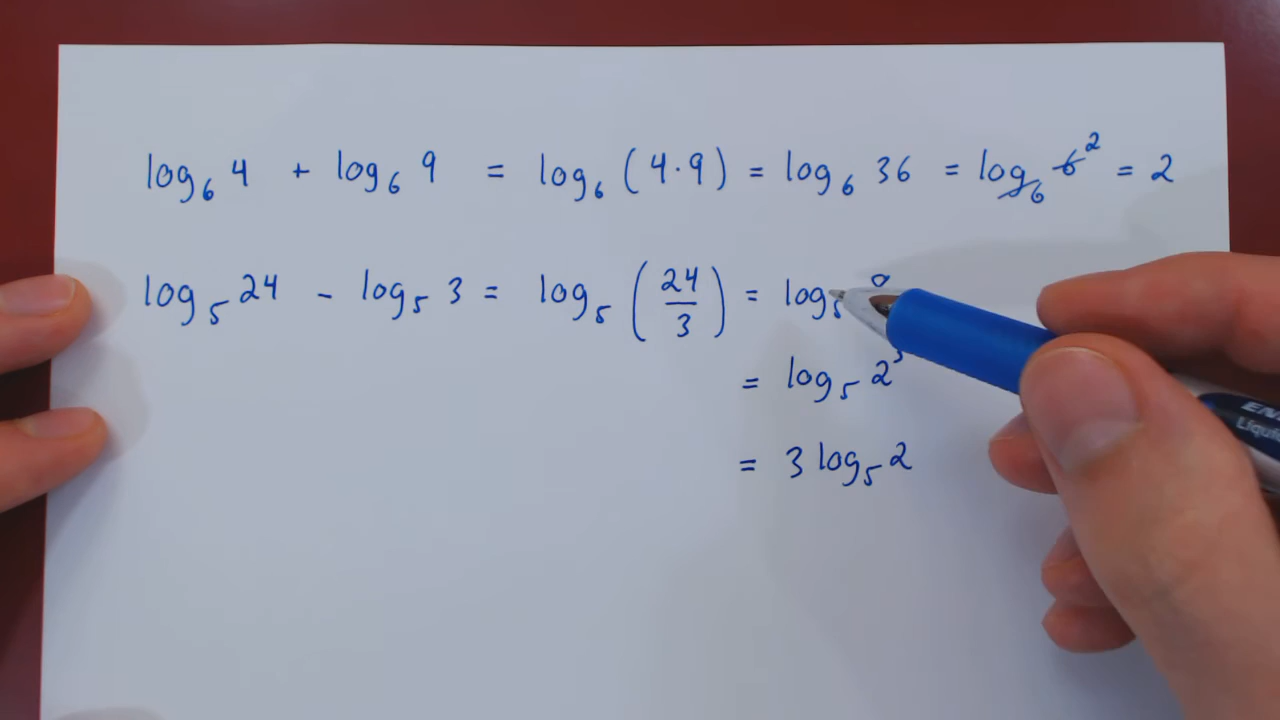 log₆ 4 + log₆ 9 = log₆ (4·9) = log₆ 36 = log₆ 6² = 2
log₅ 24 - log₅ 3 = log₅ (24/3) = log₅
= log₅ 2³
= 3 log₅ 2